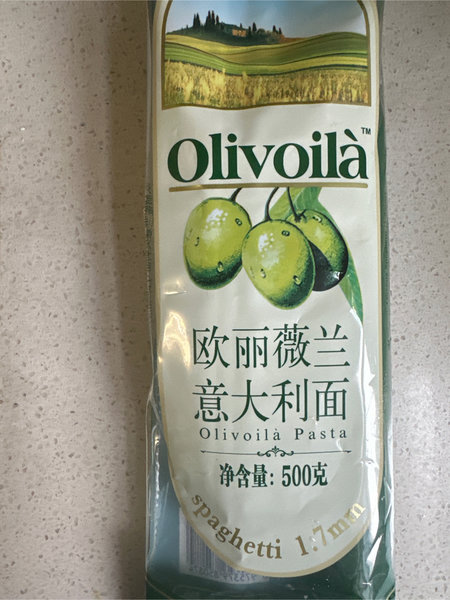 Olivoilà™
欧丽薇兰
意大利面
Olivoilà Pasta
净含量: 500克
spaghetti 1.7mm